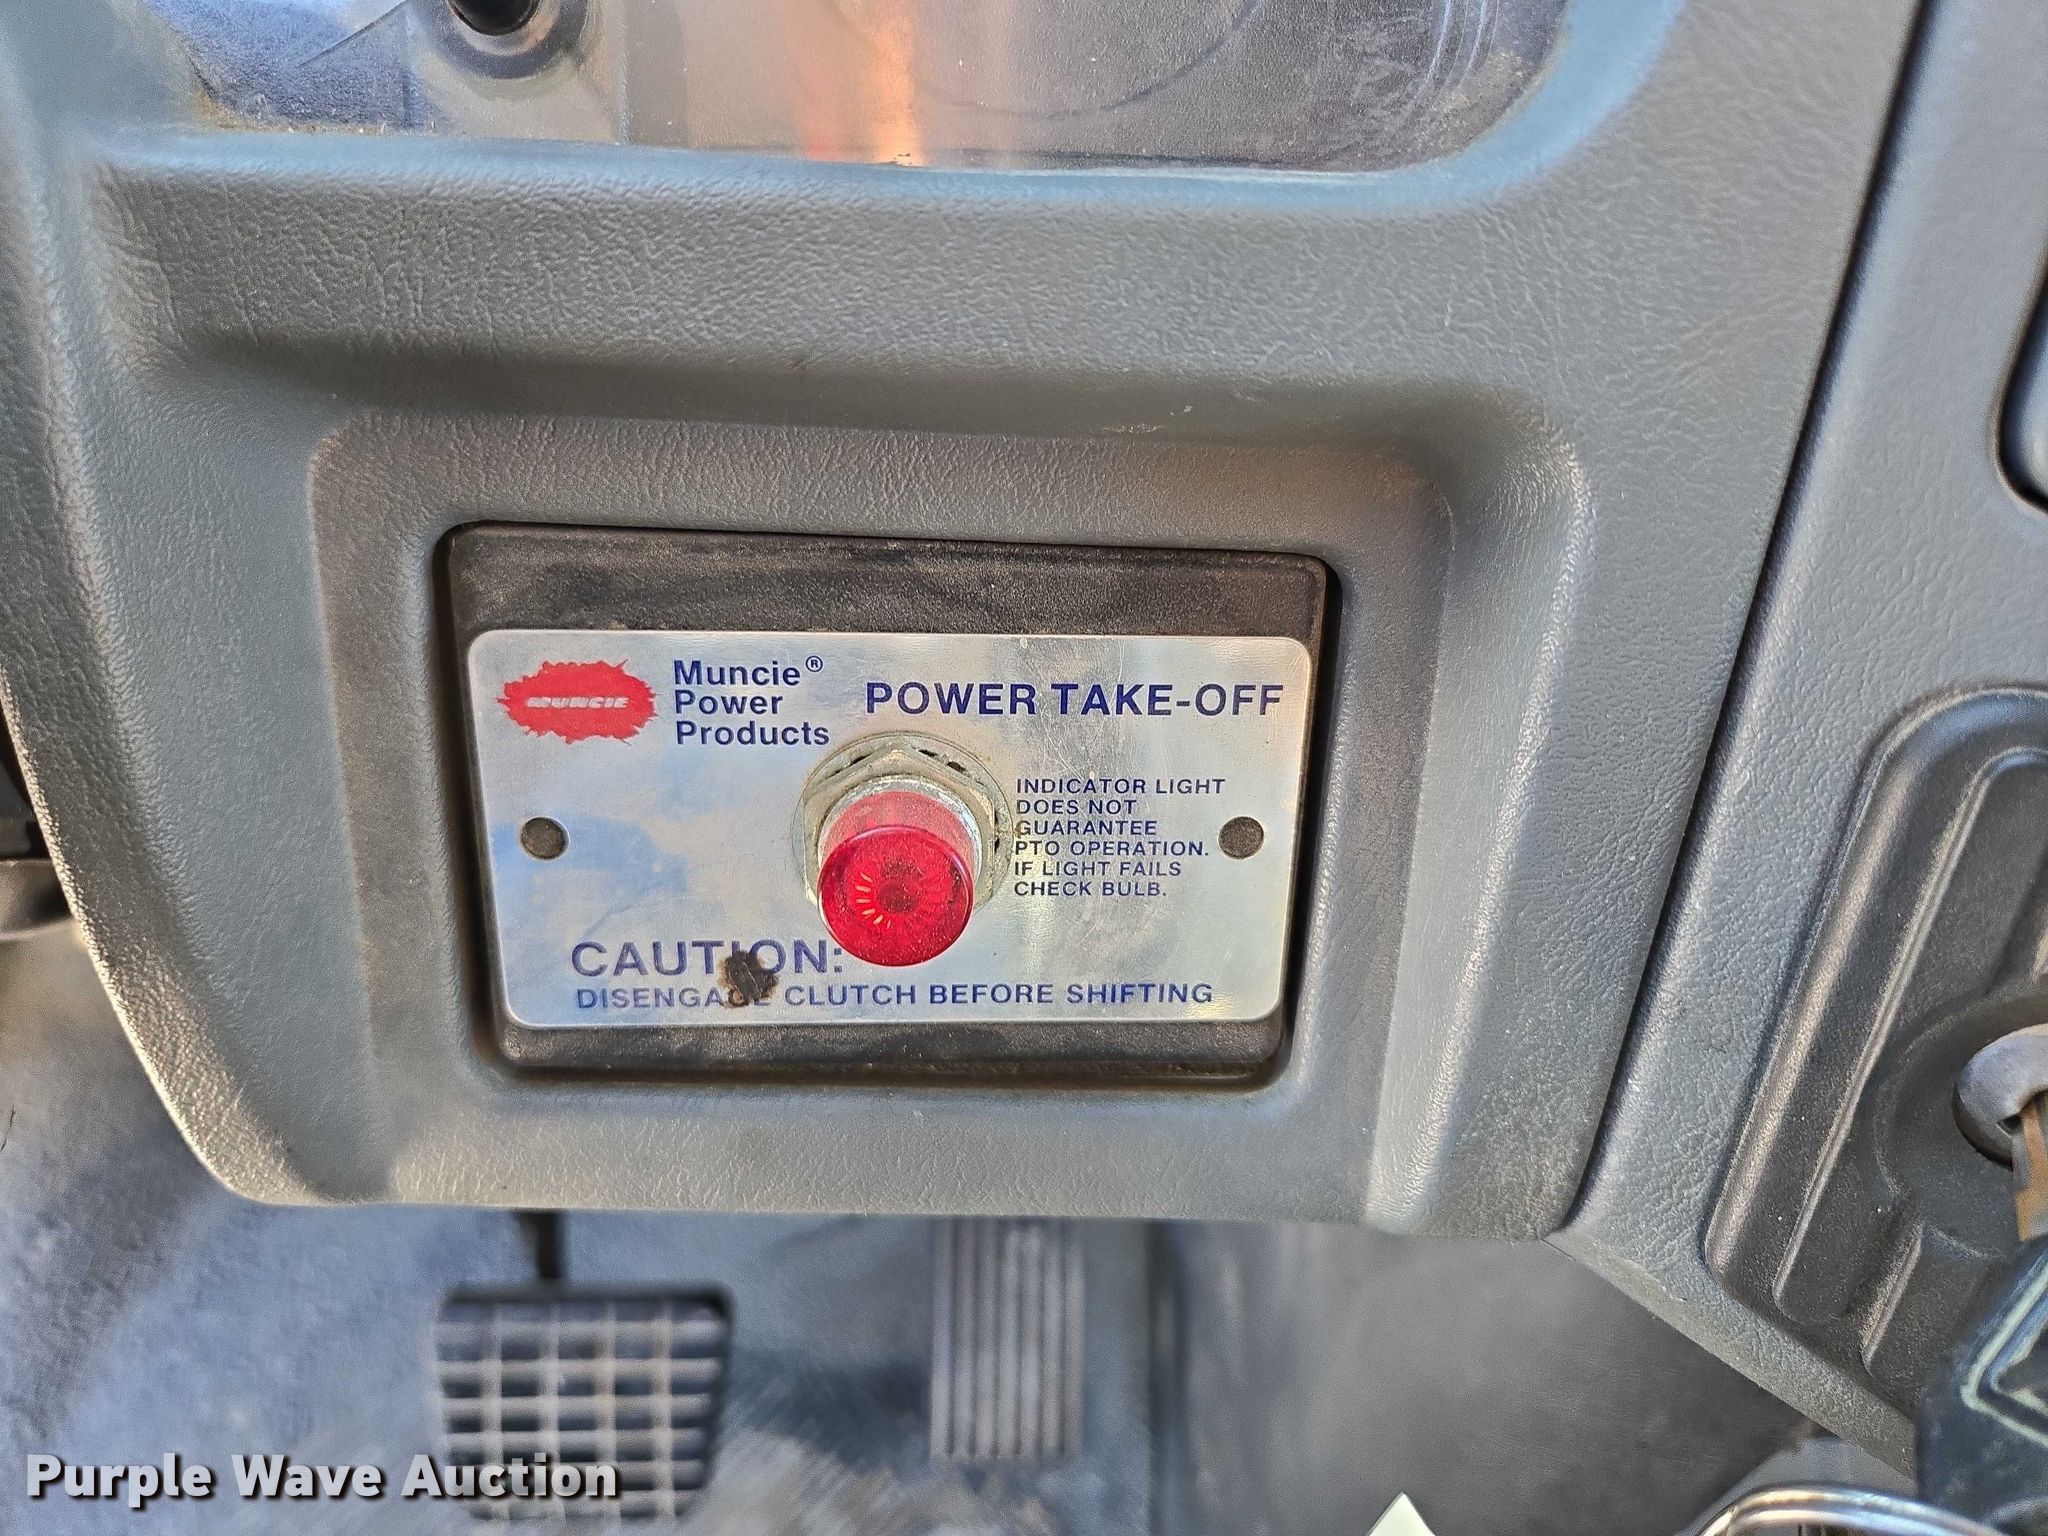 MUNCIE
Muncie®
Power
Products
POWER TAKE-OFF
INDICATOR LIGHT
DOES NOT
GUARANTEE
PTO OPERATION.
IF LIGHT FAILS
CHECK BULB.
CAUTION:
DISENGAGE CLUTCH BEFORE SHIFTING
Purple Wave Auction